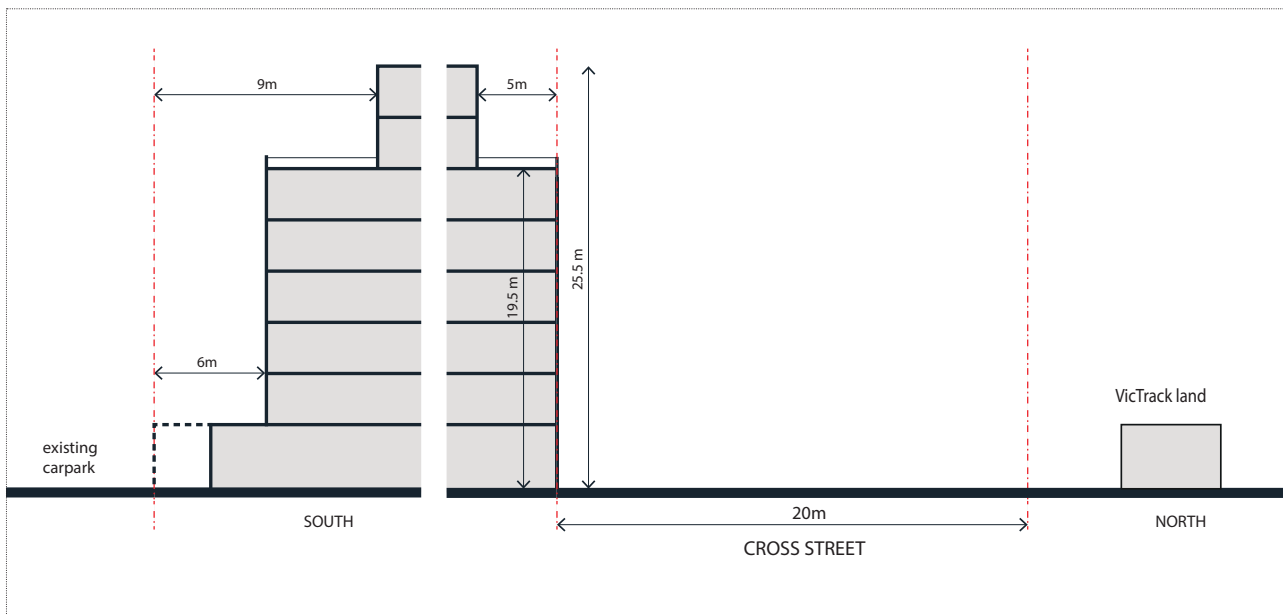 9m
5m
25.5 m
19.5 m
6m
VicTrack land
existing
carpark
SOUTH
20m
NORTH
CROSS STREET